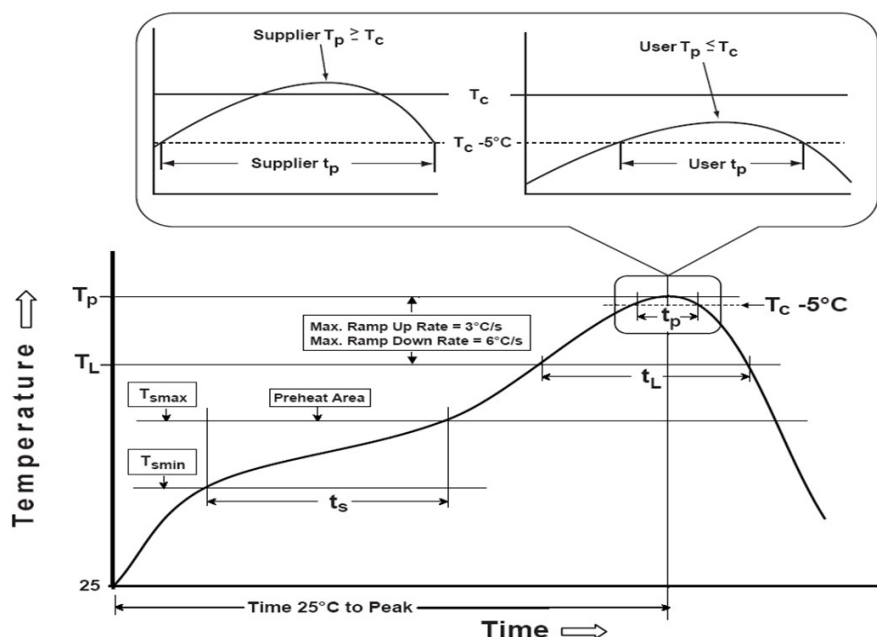 Supplier Tp ≥ Tc
User Tp ≤ Tc
Tc
Tc -5°C
Supplier tp
User tp
Tp
Tc -5°C
Max. Ramp Up Rate = 3°C/s
Max. Ramp Down Rate = 6°C/s
tp
TL
tL
Tsmax
Preheat Area
Tsmin
ts
Temperature
25
Time 25°C to Peak
Time